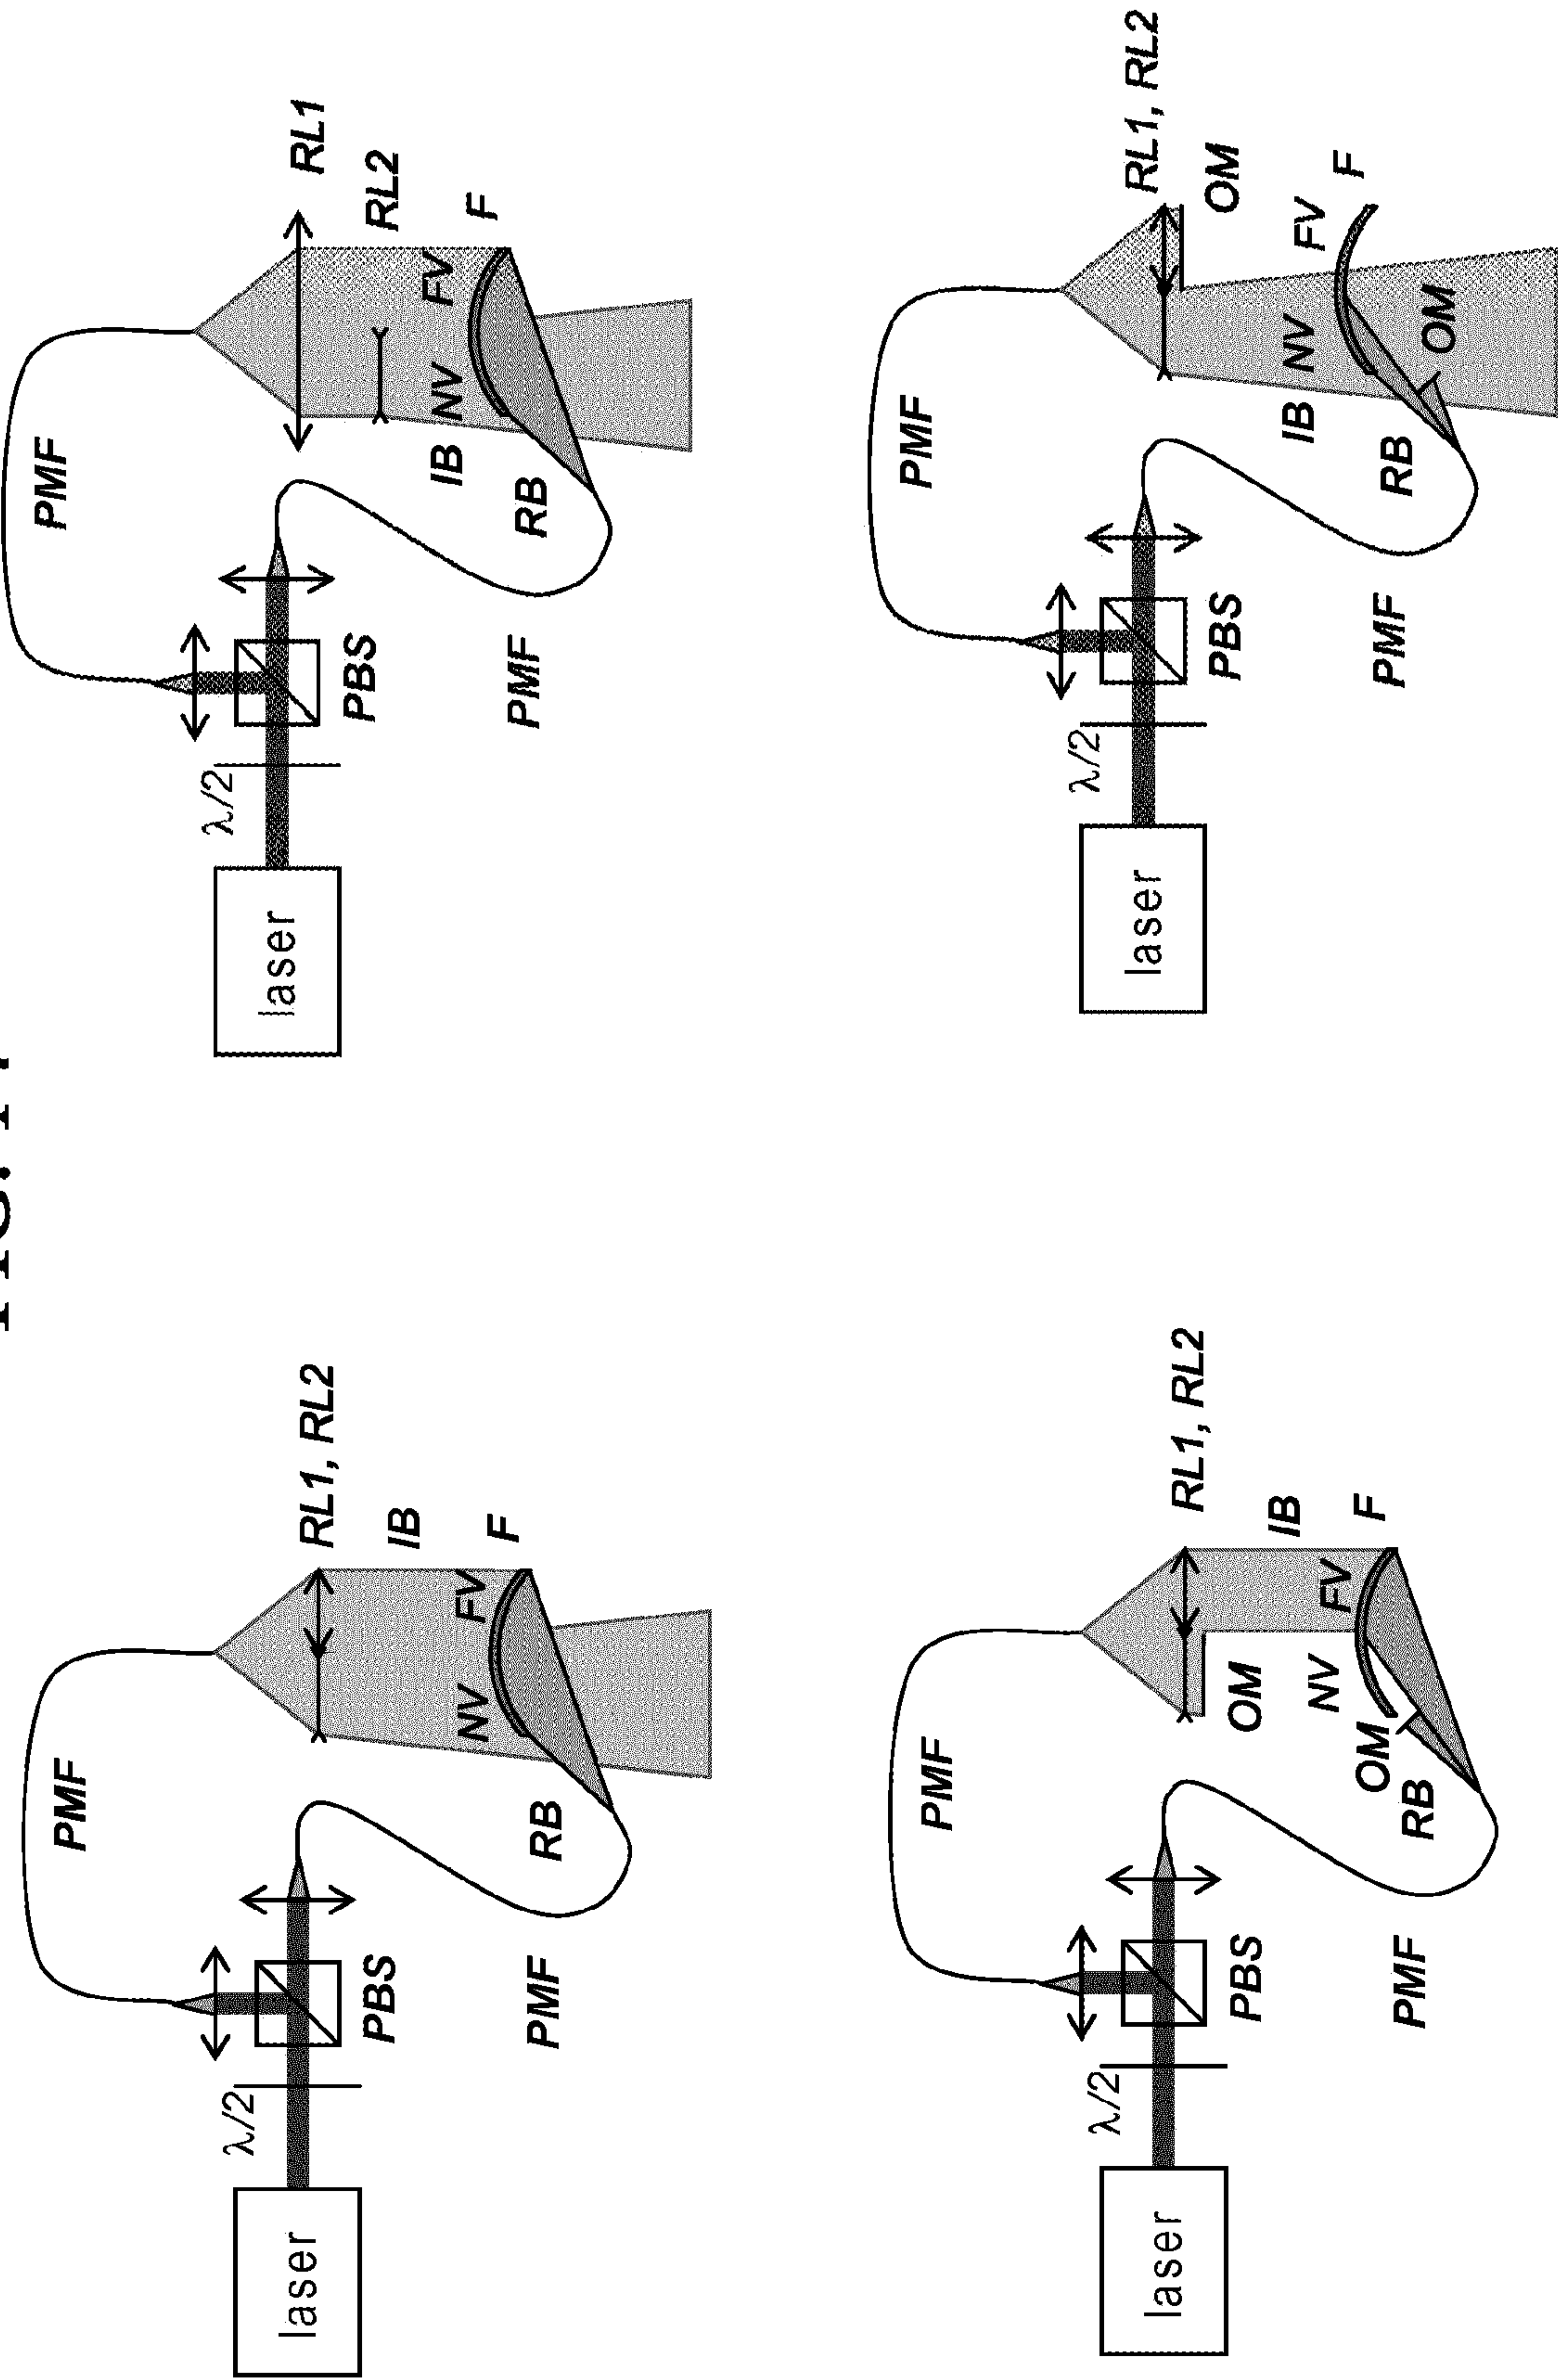 PMF
λ/2
laser
RL1, RL2
PBS
IB
NV
FV
F
PMF
RB
PMF
λ/2
laser
RL1
PBS
RL2
IB
NV
FV
F
PMF
RB
PMF
λ/2
laser
RL1, RL2
PBS
OM
IB
NV
FV
OM
F
PMF
RB
PMF
λ/2
laser
RL1, RL2
PBS
OM
IB
NV
FV
F
PMF
RB
OM